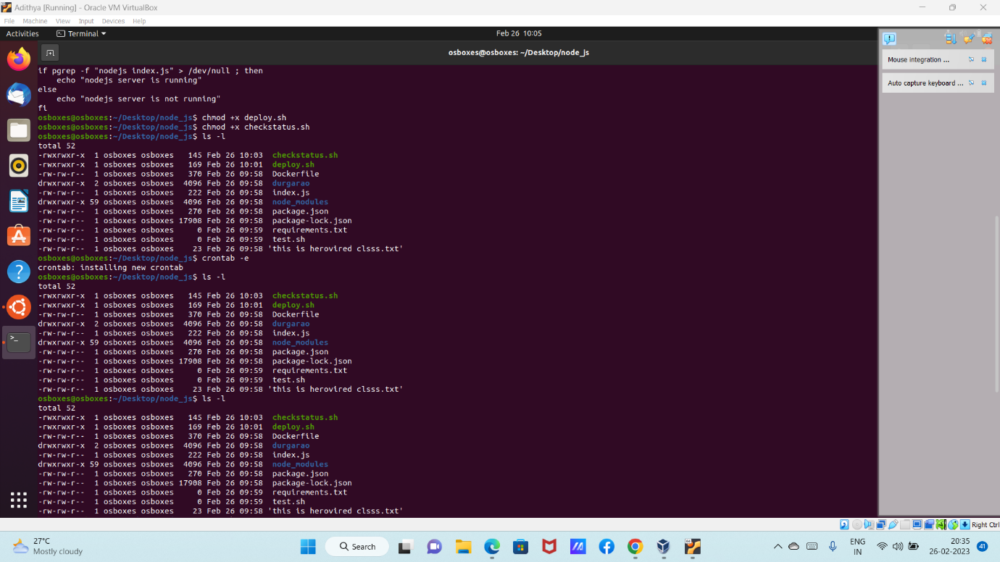 Adithya [Running] - Oracle VM VirtualBox
File Machine View Input Devices Help
Activities Terminal Feb 26 10:05
osboxes@osboxes: ~/Desktop/node_js
if pgrep -f "nodejs index.js" > /dev/null ; then
    echo "nodejs server is running"
else
    echo "nodejs server is not running"
fi
osboxes@osboxes:~/Desktop/node_js$ chmod +x deploy.sh
osboxes@osboxes:~/Desktop/node_js$ chmod +x checkstatus.sh
osboxes@osboxes:~/Desktop/node_js$ ls -l
total 52
-rwxrwxr-x  1 osboxes osboxes   145 Feb 26 10:03  checkstatus.sh
-rwxrwxr-x  1 osboxes osboxes   169 Feb 26 10:01  deploy.sh
-rw-rw-r--  1 osboxes osboxes   370 Feb 26 09:58  Dockerfile
drwxrwxr-x  2 osboxes osboxes  4096 Feb 26 09:58  durgarao
-rw-rw-r--  1 osboxes osboxes   222 Feb 26 09:58  index.js
drwxrwxr-x 59 osboxes osboxes  4096 Feb 26 09:58  node_modules
-rw-rw-r--  1 osboxes osboxes   270 Feb 26 09:58  package.json
-rw-rw-r--  1 osboxes osboxes 17908 Feb 26 09:58  package-lock.json
-rw-rw-r--  1 osboxes osboxes     0 Feb 26 09:59  requirements.txt
-rw-rw-r--  1 osboxes osboxes     0 Feb 26 09:59  test.sh
-rw-rw-r--  1 osboxes osboxes    23 Feb 26 09:58 'this is herovired clsss.txt'
osboxes@osboxes:~/Desktop/node_js$ crontab -e
crontab: installing new crontab
osboxes@osboxes:~/Desktop/node_js$ ls -l
total 52
-rwxrwxr-x  1 osboxes osboxes   145 Feb 26 10:03  checkstatus.sh
-rwxrwxr-x  1 osboxes osboxes   169 Feb 26 10:01  deploy.sh
-rw-rw-r--  1 osboxes osboxes   370 Feb 26 09:58  Dockerfile
drwxrwxr-x  2 osboxes osboxes  4096 Feb 26 09:58  durgarao
-rw-rw-r--  1 osboxes osboxes   222 Feb 26 09:58  index.js
drwxrwxr-x 59 osboxes osboxes  4096 Feb 26 09:58  node_modules
-rw-rw-r--  1 osboxes osboxes   270 Feb 26 09:58  package.json
-rw-rw-r--  1 osboxes osboxes 17908 Feb 26 09:58  package-lock.json
-rw-rw-r--  1 osboxes osboxes     0 Feb 26 09:59  requirements.txt
-rw-rw-r--  1 osboxes osboxes     0 Feb 26 09:59  test.sh
-rw-rw-r--  1 osboxes osboxes    23 Feb 26 09:58 'this is herovired clsss.txt'
osboxes@osboxes:~/Desktop/node_js$ ls -l
total 52
-rwxrwxr-x  1 osboxes osboxes   145 Feb 26 10:03  checkstatus.sh
-rwxrwxr-x  1 osboxes osboxes   169 Feb 26 10:01  deploy.sh
-rw-rw-r--  1 osboxes osboxes   370 Feb 26 09:58  Dockerfile
drwxrwxr-x  2 osboxes osboxes  4096 Feb 26 09:58  durgarao
-rw-rw-r--  1 osboxes osboxes   222 Feb 26 09:58  index.js
drwxrwxr-x 59 osboxes osboxes  4096 Feb 26 09:58  node_modules
-rw-rw-r--  1 osboxes osboxes   270 Feb 26 09:58  package.json
-rw-rw-r--  1 osboxes osboxes 17908 Feb 26 09:58  package-lock.json
-rw-rw-r--  1 osboxes osboxes     0 Feb 26 09:59  requirements.txt
-rw-rw-r--  1 osboxes osboxes     0 Feb 26 09:59  test.sh
-rw-rw-r--  1 osboxes osboxes    23 Feb 26 09:58 'this is herovired clsss.txt'
Mouse integration ...
Auto capture keyboard ...
Right Ctrl
27°C
Mostly cloudy
Search
ENG
IN
20:35
26-02-2023
41